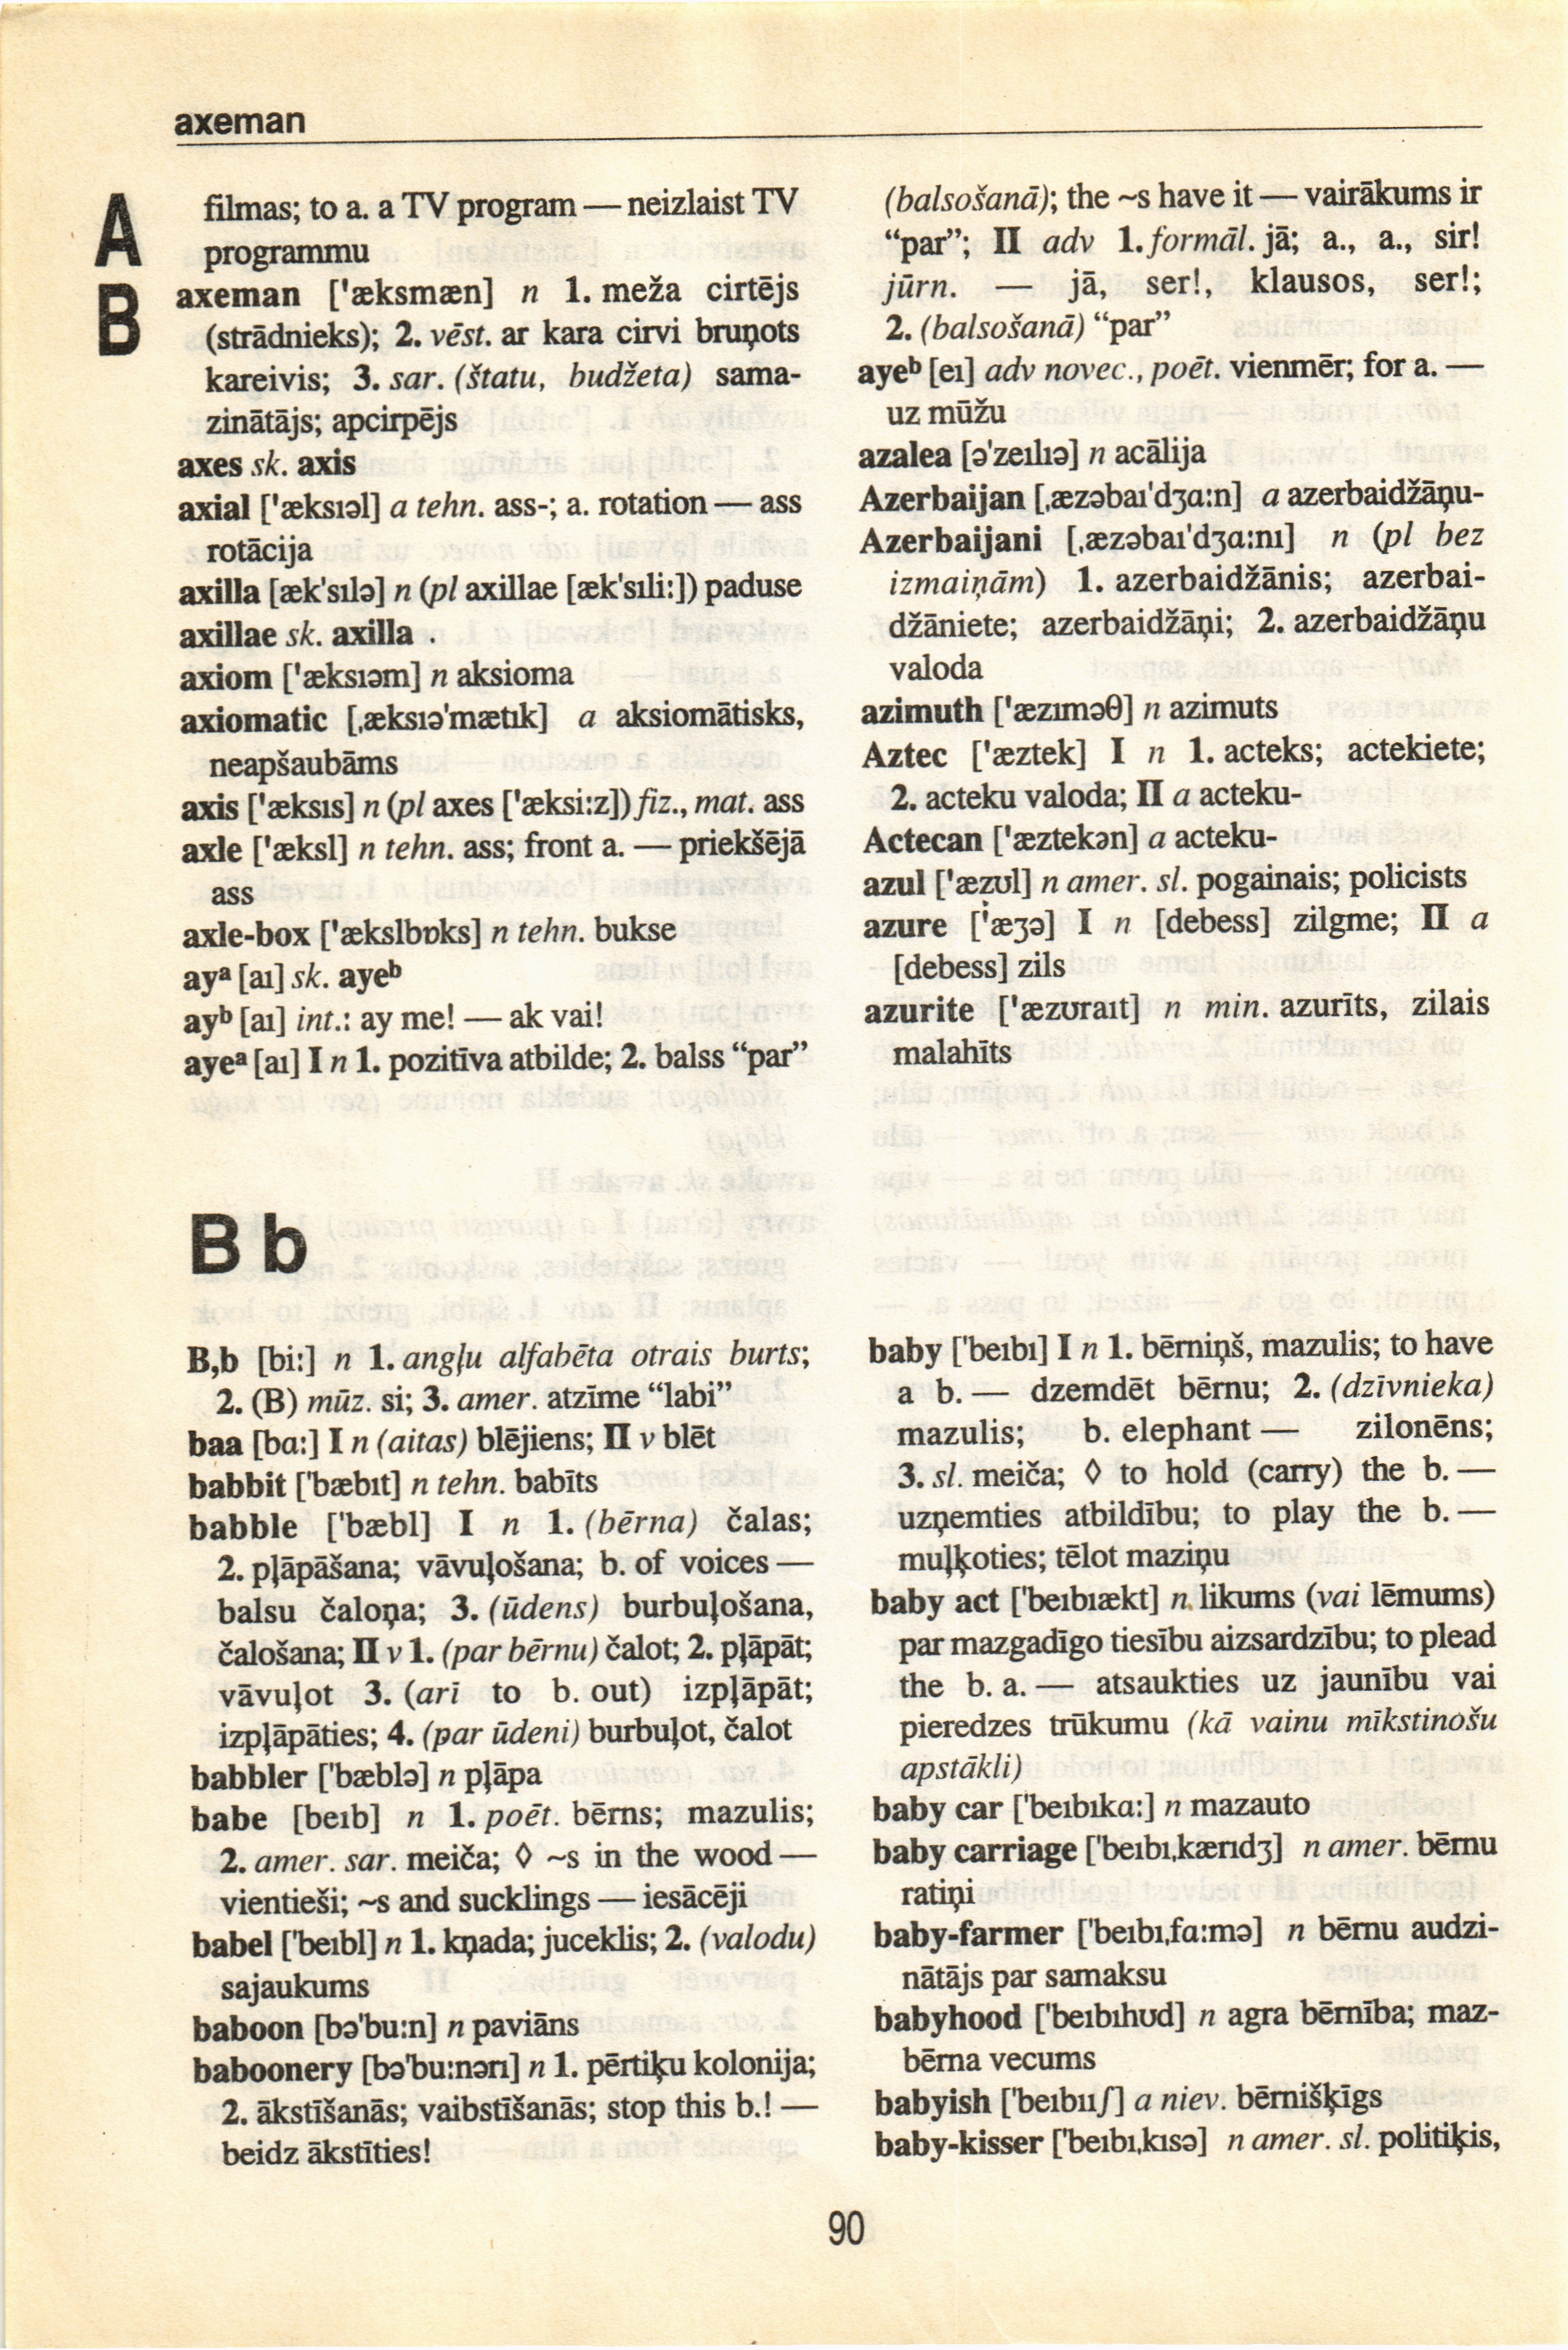 axeman
A
B
filmas; to a. a TV program — neizlaist TV
programmu
axeman ['æksmæn] n 1. meža cirtējs
(strādnieks); 2. vēst. ar kara cirvi bruņots
kareivis; 3. sar. (štatu, budžeta) sama-
zinātājs; apcirpējs
axes sk. axis
axial ['æksıəl] a tehn. ass-; a. rotation — ass
rotācija
axilla [æk'sılə] n (pl axillae [æk'sıli:]) paduse
axillae sk. axilla .
axiom ['æksıəm] n aksioma
axiomatic [ˌæksıə'mætık] a aksiomātisks,
neapšaubāms
axis ['æksıs] n (pl axes ['æksi:z]) fiz., mat. ass
axle ['æksl] n tehn. ass; front a. — priekšējā
ass
axle-box ['ækslbɒks] n tehn. bukse
ayᵃ [aı] sk. ayeᵇ
ayᵇ [aı] int.: ay me! — ak vai!
ayeᵃ [aı] I n 1. pozitīva atbilde; 2. balss “par”
(balsošanā); the ~s have it — vairākums ir
“par”; II adv 1. formāl. jā; a., a., sir!
jūrn. — jā, ser!, klausos, ser!;
2. (balsošanā) “par”
ayeᵇ [eı] adv novec., poēt. vienmēr; for a. —
uz mūžu
azalea [ə'zeılıə] n acālija
Azerbaijan [ˌæzəbaı'dʒɑ:n] a azerbaidžāņu-
Azerbaijani [ˌæzəbaı'dʒɑ:nı] n (pl bez
izmaiņām) 1. azerbaidžānis; azerbai-
džāniete; azerbaidžāņi; 2. azerbaidžāņu
valoda
azimuth ['æzıməθ] n azimuts
Aztec ['æztek] I n 1. acteks; actekiete;
2. acteku valoda; II a acteku-
Actecan ['æztekən] a acteku-
azul ['æzʊl] n amer. sl. pogainais; policists
azure ['æʒə] I n [debess] zilgme; II a
[debess] zils
azurite ['æzʊraıt] n min. azurīts, zilais
malahīts
B b
B,b [bi:] n 1. angļu alfabēta otrais burts;
2. (B) mūz. si; 3. amer. atzīme “labi”
baa [bɑ:] I n (aitas) blējiens; II v blēt
babbit ['bæbıt] n tehn. babīts
babble ['bæbl] I n 1. (bērna) čalas;
2. pļāpāšana; vāvuļošana; b. of voices —
balsu čaloņa; 3. (ūdens) burbuļošana,
čalošana; II v 1. (par bērnu) čalot; 2. pļāpāt;
vāvuļot 3. (arī to b. out) izpļāpāt;
izpļāpāties; 4. (par ūdeni) burbuļot, čalot
babbler ['bæblə] n pļāpa
babe [beıb] n 1. poēt. bērns; mazulis;
2. amer. sar. meiča; ◊ ~s in the wood —
vientieši; ~s and sucklings — iesācēji
babel ['beıbl] n 1. kņada; juceklis; 2. (valodu)
sajaukums
baboon [bə'bu:n] n paviāns
baboonery [bə'bu:nərı] n 1. pērtiķu kolonija;
2. ākstīšanās; vaibstīšanās; stop this b.! —
beidz ākstīties!
baby ['beıbı] I n 1. bērniņš, mazulis; to have
a b. — dzemdēt bērnu; 2. (dzīvnieka)
mazulis; b. elephant — zilonēns;
3. sl. meiča; ◊ to hold (carry) the b. —
uzņemties atbildību; to play the b. —
muļķoties; tēlot maziņu
baby act ['beıbıækt] n. likums (vai lēmums)
par mazgadīgo tiesību aizsardzību; to plead
the b. a. — atsaukties uz jaunību vai
pieredzes trūkumu (kā vainu mīkstinošu
apstākli)
baby car ['beıbıkɑ:] n mazauto
baby carriage ['beıbıˌkærıdʒ] n amer. bērnu
ratiņi
baby-farmer ['beıbıˌfɑ:mə] n bērnu audzi-
nātājs par samaksu
babyhood ['beıbıhʊd] n agra bērnība; maz-
bērna vecums
babyish ['beıbııʃ] a niev. bērnišķīgs
baby-kisser ['beıbıˌkısə] n amer. sl. politiķis,
90